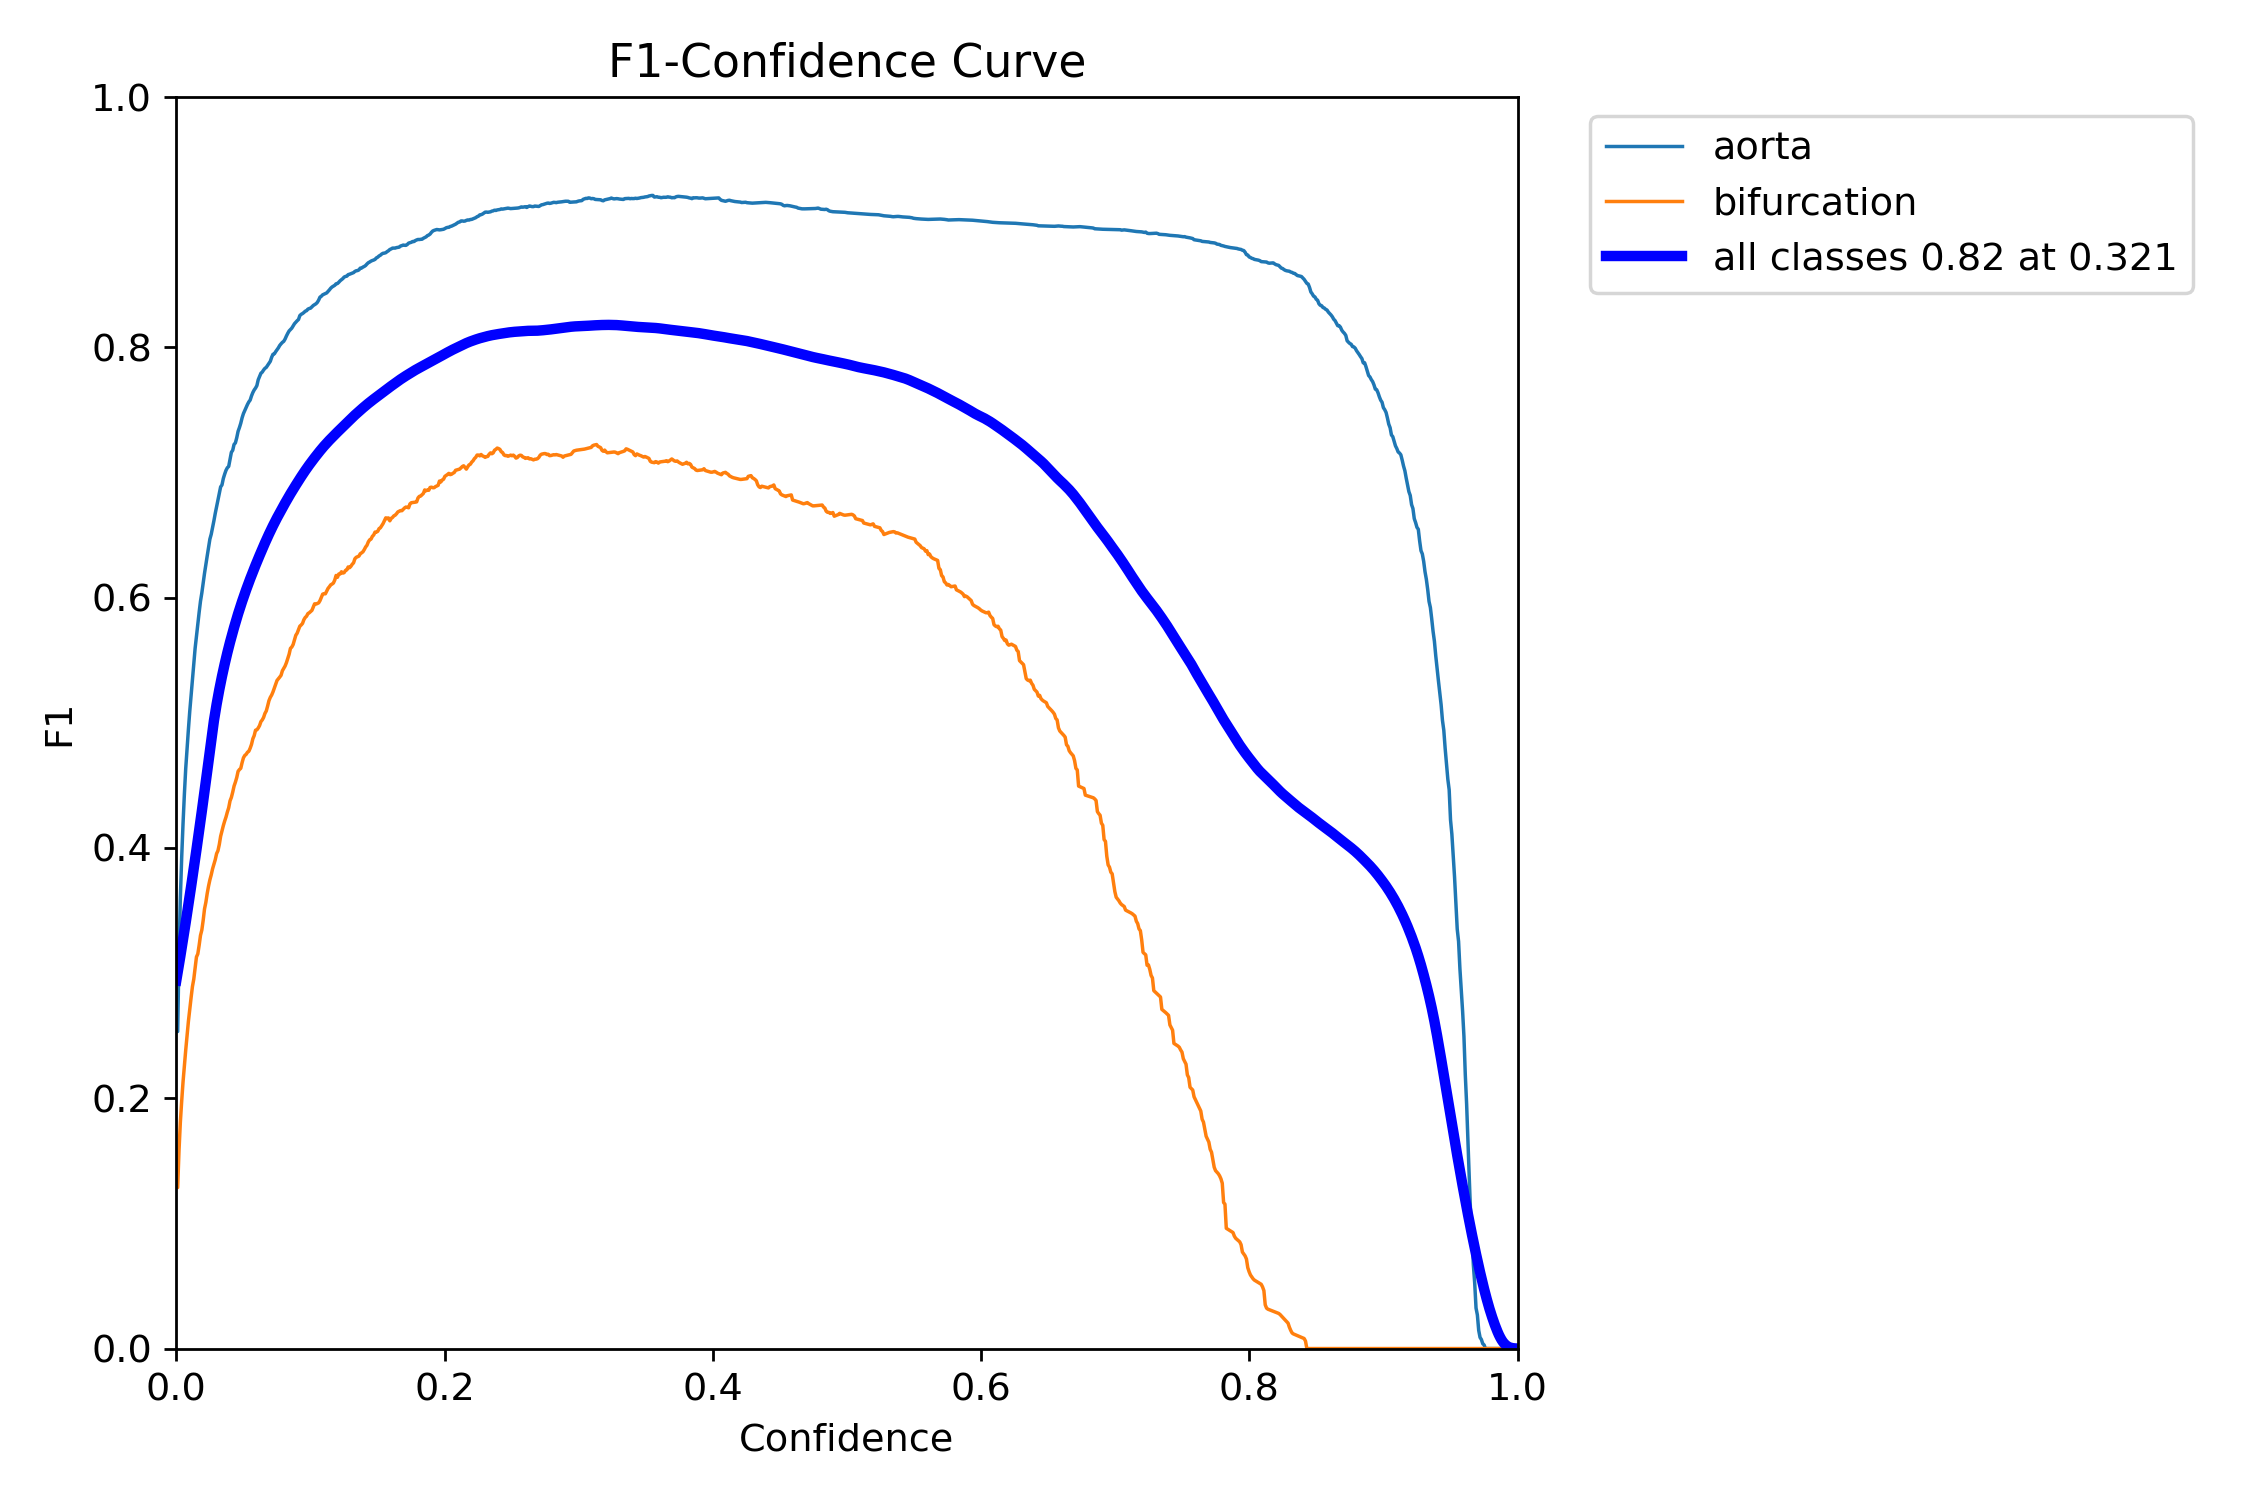 F1-Confidence Curve
1.0
0.8
0.6
0.4
0.2
0.0
F1
0.0 0.2 0.4 0.6 0.8 1.0
Confidence
aorta
bifurcation
all classes 0.82 at 0.321